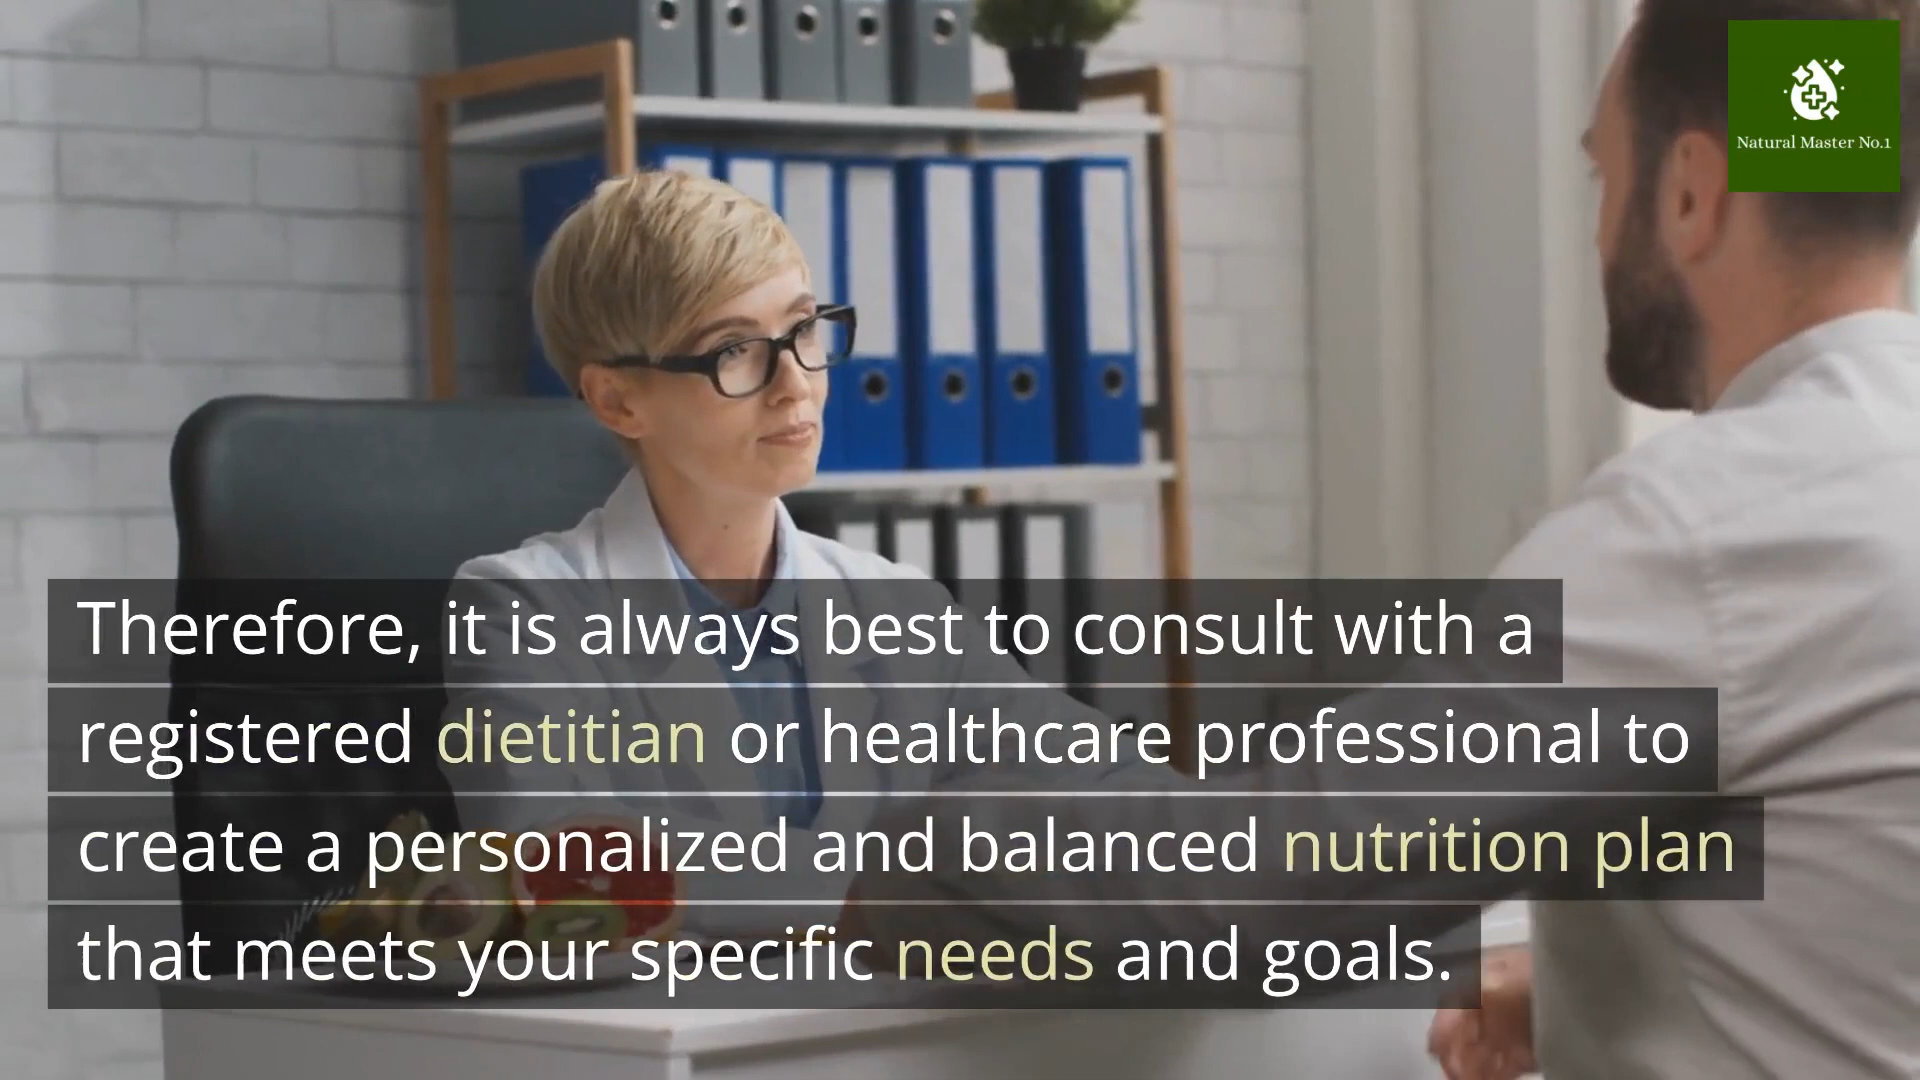 Natural Master No.1
Therefore, it is always best to consult with a
registered dietitian or healthcare professional to
create a personalized and balanced nutrition plan
that meets your specific needs and goals.